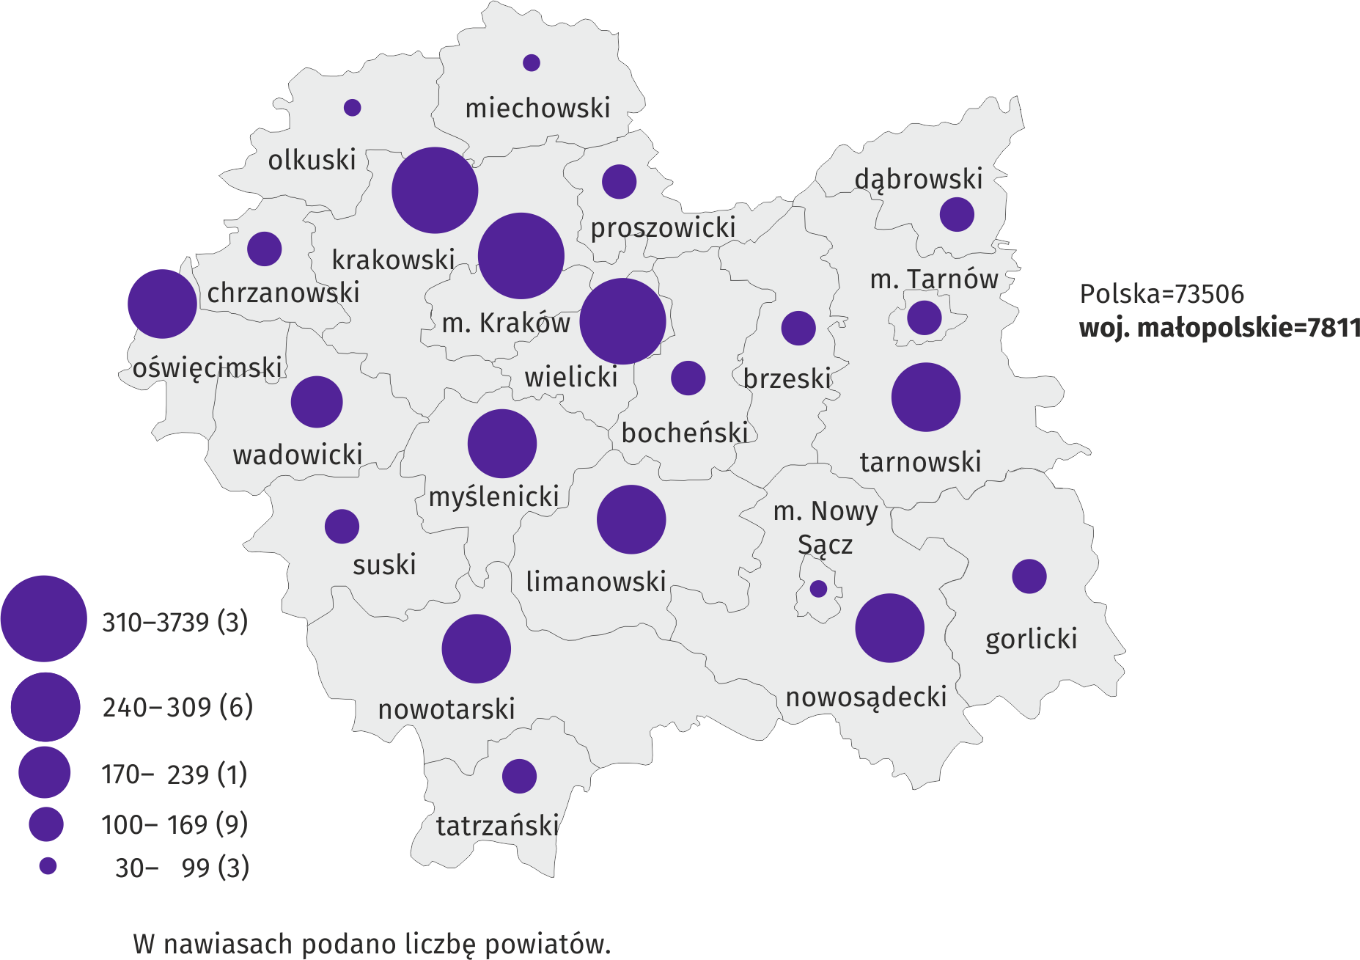 miechowski
olkuski
dąbrowski
proszowicki
krakowski
m. Tarnów
chrzanowski
Polska=73506
m. Kraków
woj. małopolskie=7811
oświęcimski
wielicki
brzeski
bocheński
wadowicki
tarnowski
myślenicki
m. Nowy
Sącz
suski
limanowski
310–3739 (3)
gorlicki
nowosądecki
240– 309 (6)
nowotarski
170– 239 (1)
100– 169 (9)
tatrzański
30– 99 (3)
W nawiasach podano liczbę powiatów.